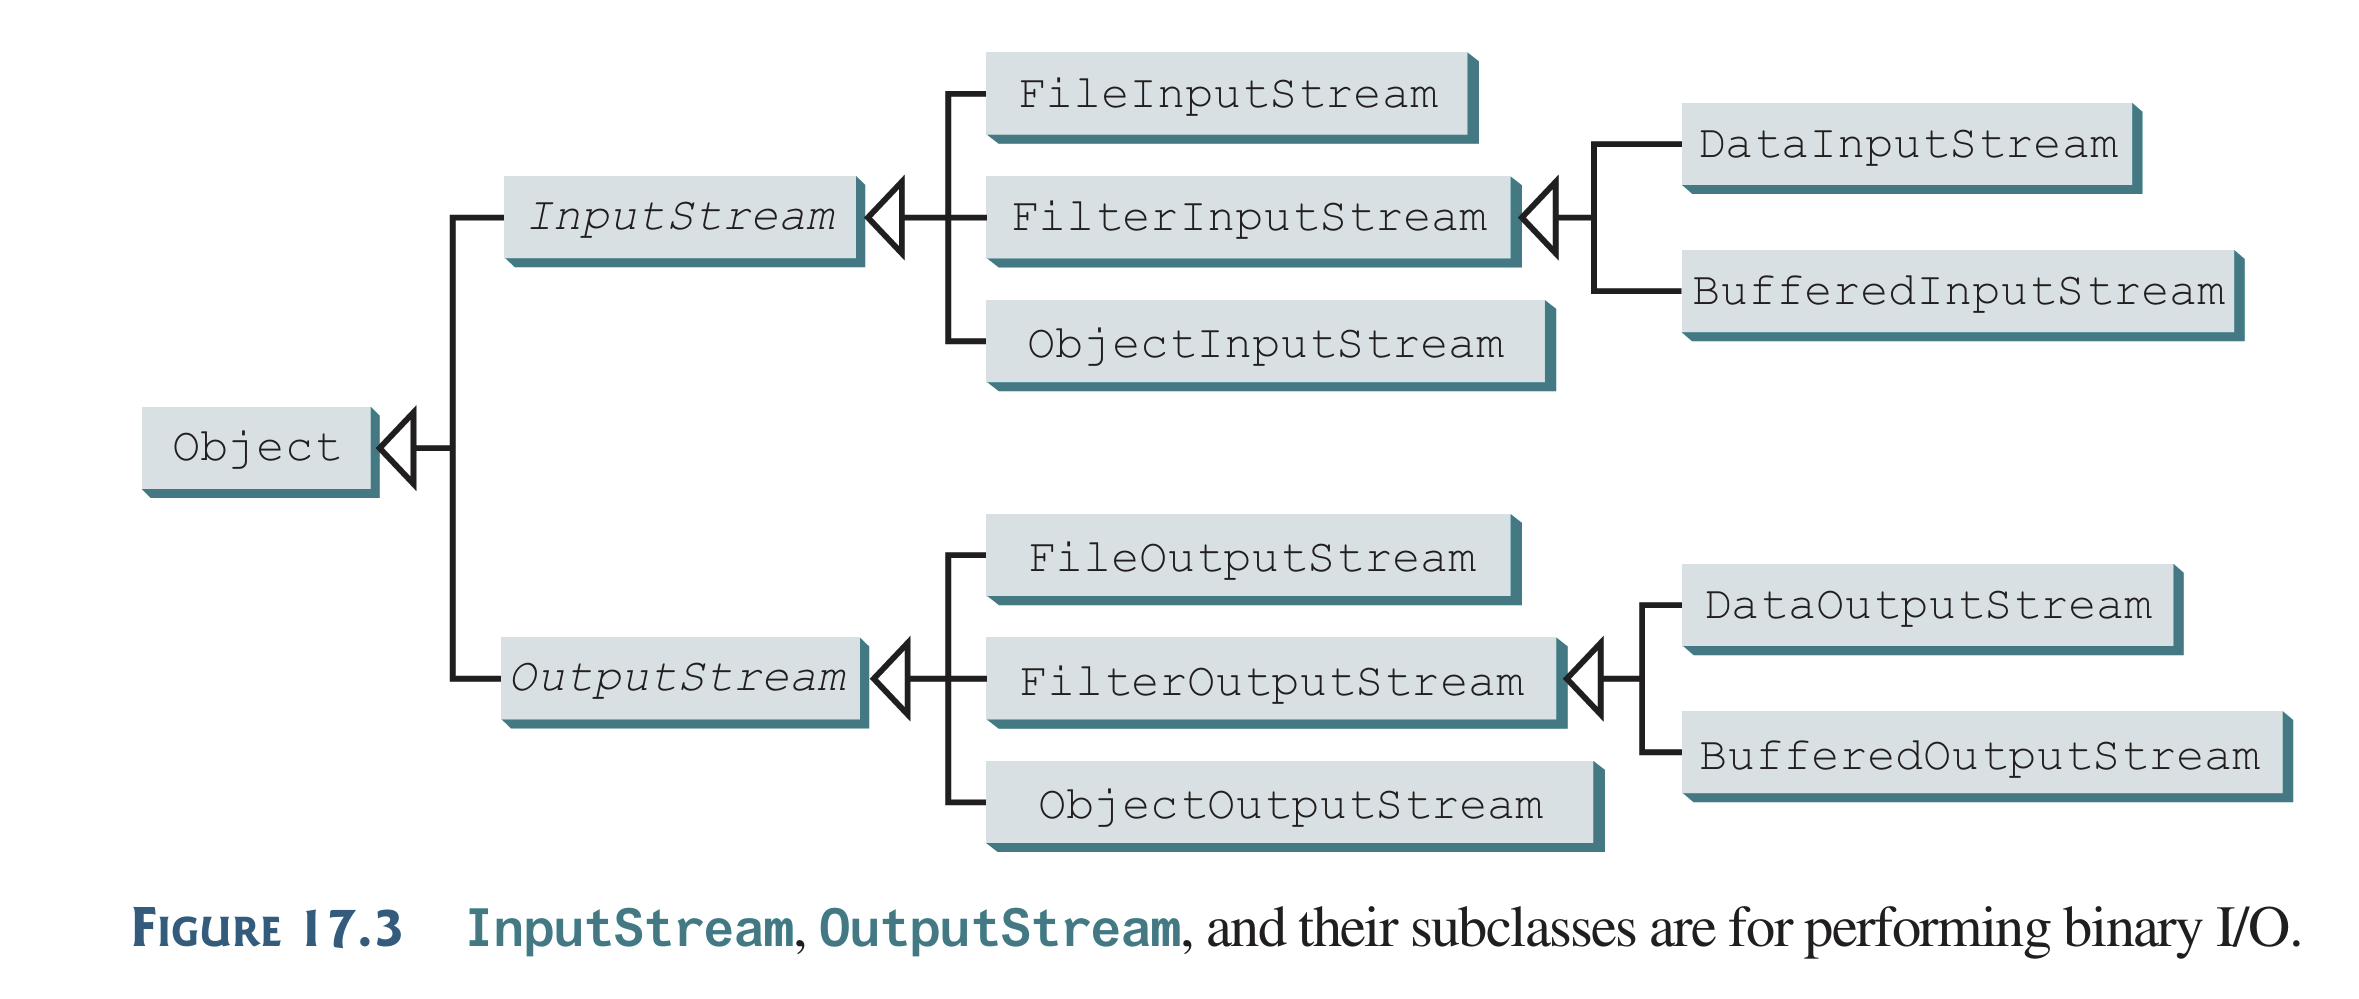 FileInputStream
DataInputStream
InputStream
FilterInputStream
BufferedInputStream
ObjectInputStream
Object
FileOutputStream
DataOutputStream
OutputStream
FilterOutputStream
BufferedOutputStream
ObjectOutputStream
FIGURE 17.3 InputStream, OutputStream, and their subclasses are for performing binary I/O.